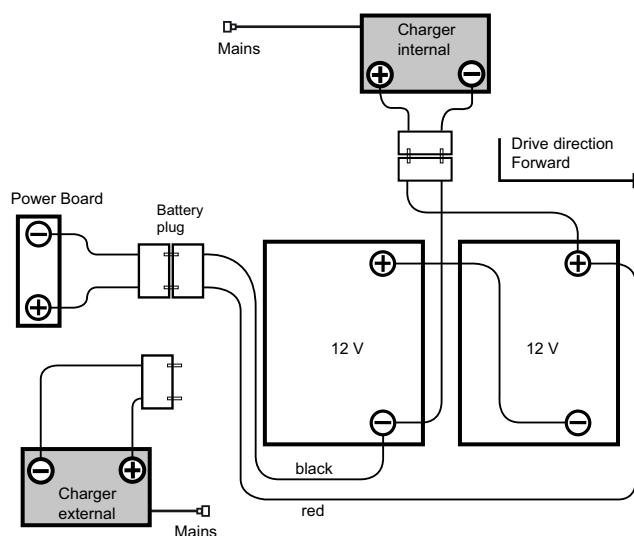 Charger
internal
Mains
Drive direction
Forward
Power Board
Battery
plug
12 V
12 V
black
red
Charger
external
Mains